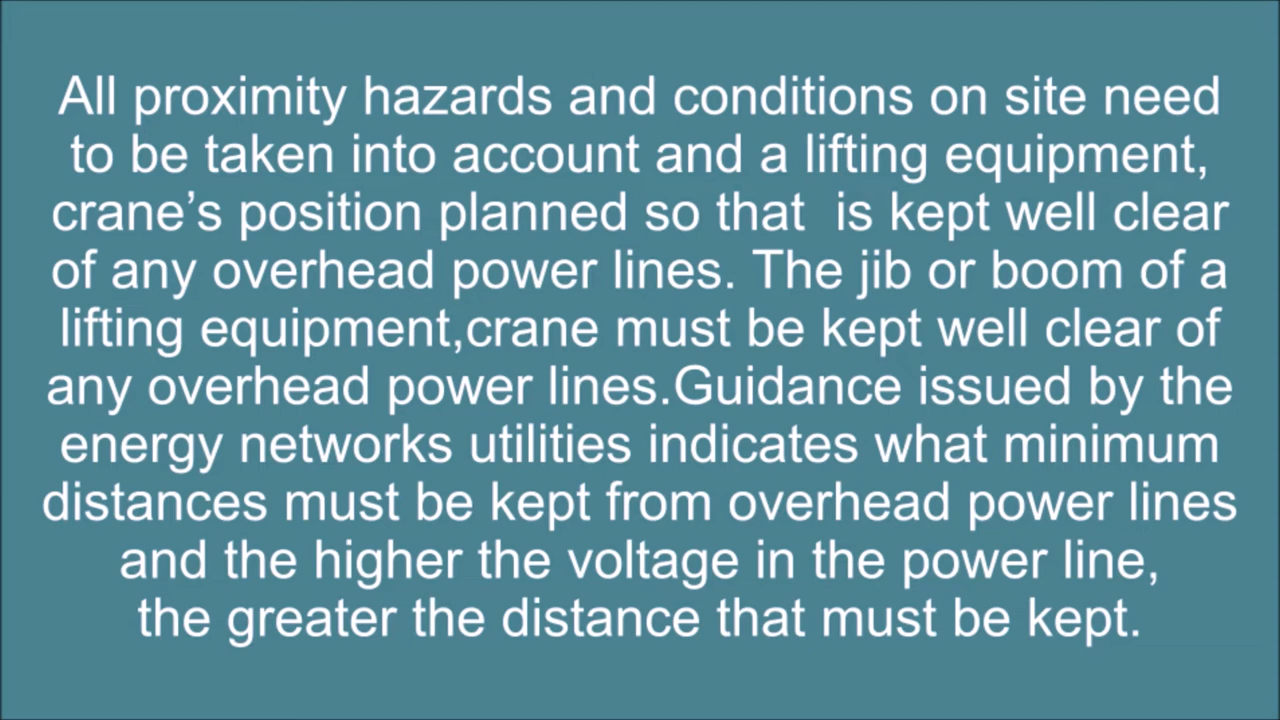 All proximity hazards and conditions on site need
to be taken into account and a lifting equipment,
crane’s position planned so that  is kept well clear
of any overhead power lines. The jib or boom of a
lifting equipment,crane must be kept well clear of
any overhead power lines.Guidance issued by the
energy networks utilities indicates what minimum
distances must be kept from overhead power lines
and the higher the voltage in the power line,
the greater the distance that must be kept.